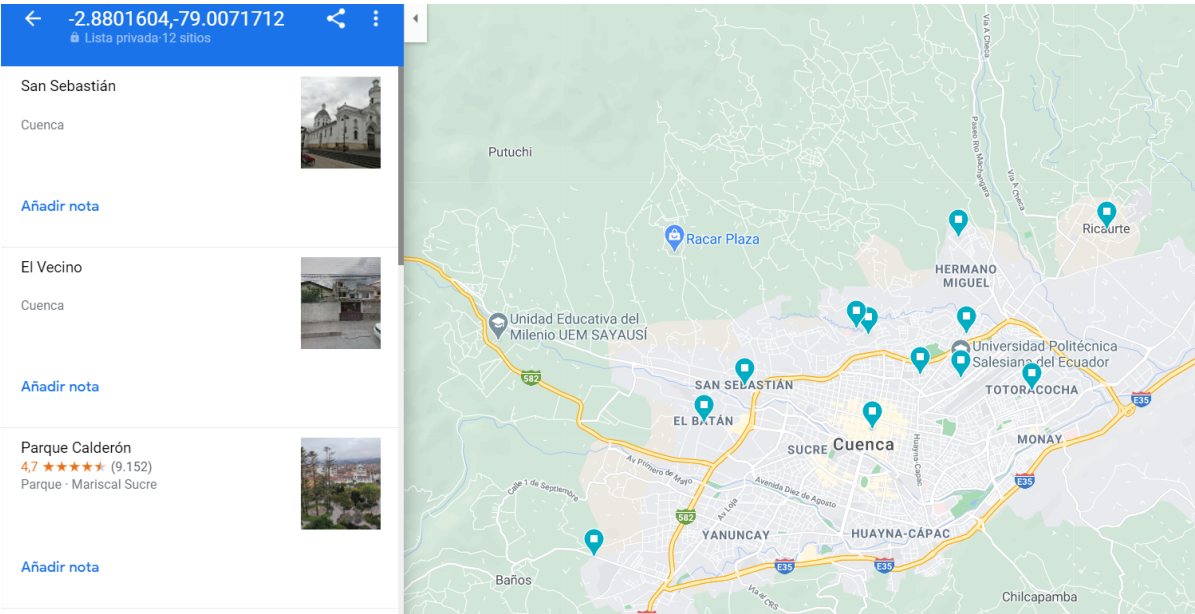 -2.8801604,-79.0071712
Lista privada·12 sitios
San Sebastián
Cuenca
Añadir nota
El Vecino
Cuenca
Añadir nota
Parque Calderón
4,7 (9.152)
Parque · Mariscal Sucre
Añadir nota
Vía A Checa
Putuchi
Paseo Río Machangara
Vía A Checa
Ricaurte
Racar Plaza
HERMANO
MIGUEL
Unidad Educativa del
Milenio UEM SAYAUSÍ
Universidad Politécnica
Salesiana del Ecuador
582
SAN SEBASTIÁN
TOTORACOCHA
E35
EL BATÁN
SUCRE
Cuenca
Huayna-Cápac
MONAY
Av Primero de Mayo
E35
Calle 1 de Septiembre
Avenida Diez de Agosto
Av Loja
582
YANUNCAY
HUAYNA-CÁPAC
E35
E35
Baños
Chilcapamba